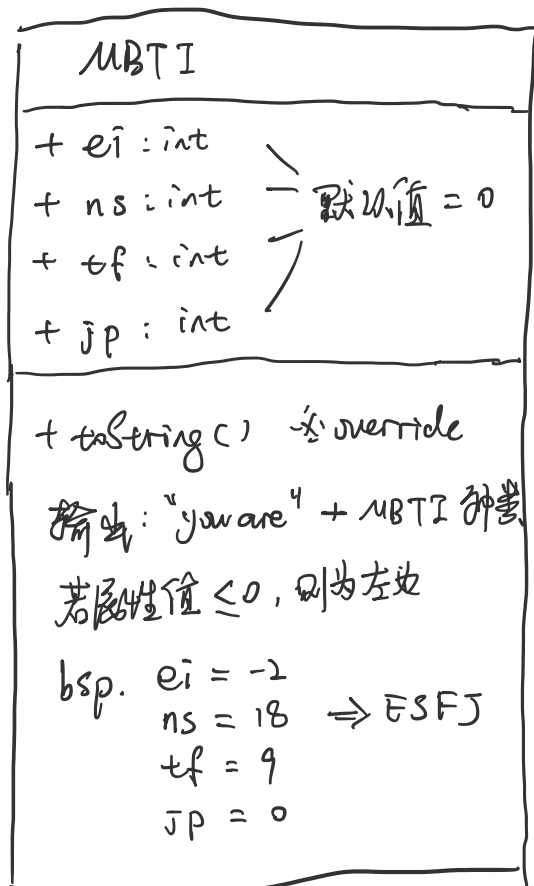 MBTI
+ ei : int
+ ns : int
默认值 = 0
+ tf : int
+ jp : int
+ toString() ※override
输出: "you are" + MBTI 种类
若属性值 ≤0, 则为左边
bsp. ei = -2
ns = 18 ⇒ ESFJ
tf = 9
JP = 0